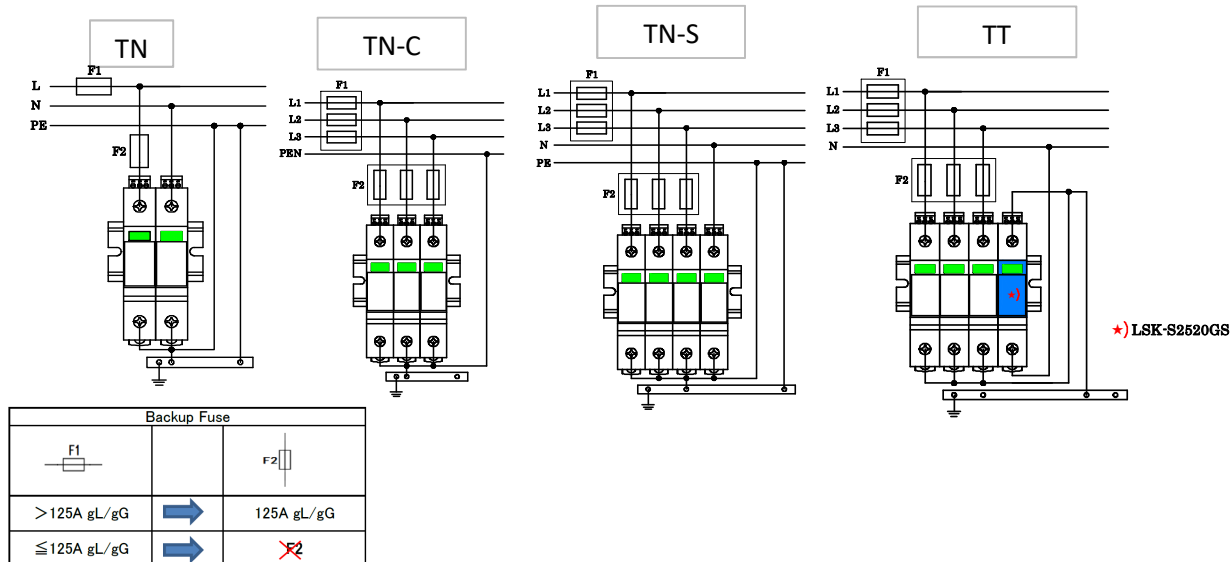 TN
TN-C
TN-S
TT
F1
L
N
PE
F2
F1
L1
L2
L3
PEN
F2
F1
L1
L2
L3
N
PE
F2
F1
L1
L2
L3
N
F2
★)
★) LSK-S2520GS
Backup Fuse
F1
F2
>125A gL/gG
125A gL/gG
≦125A gL/gG
F2